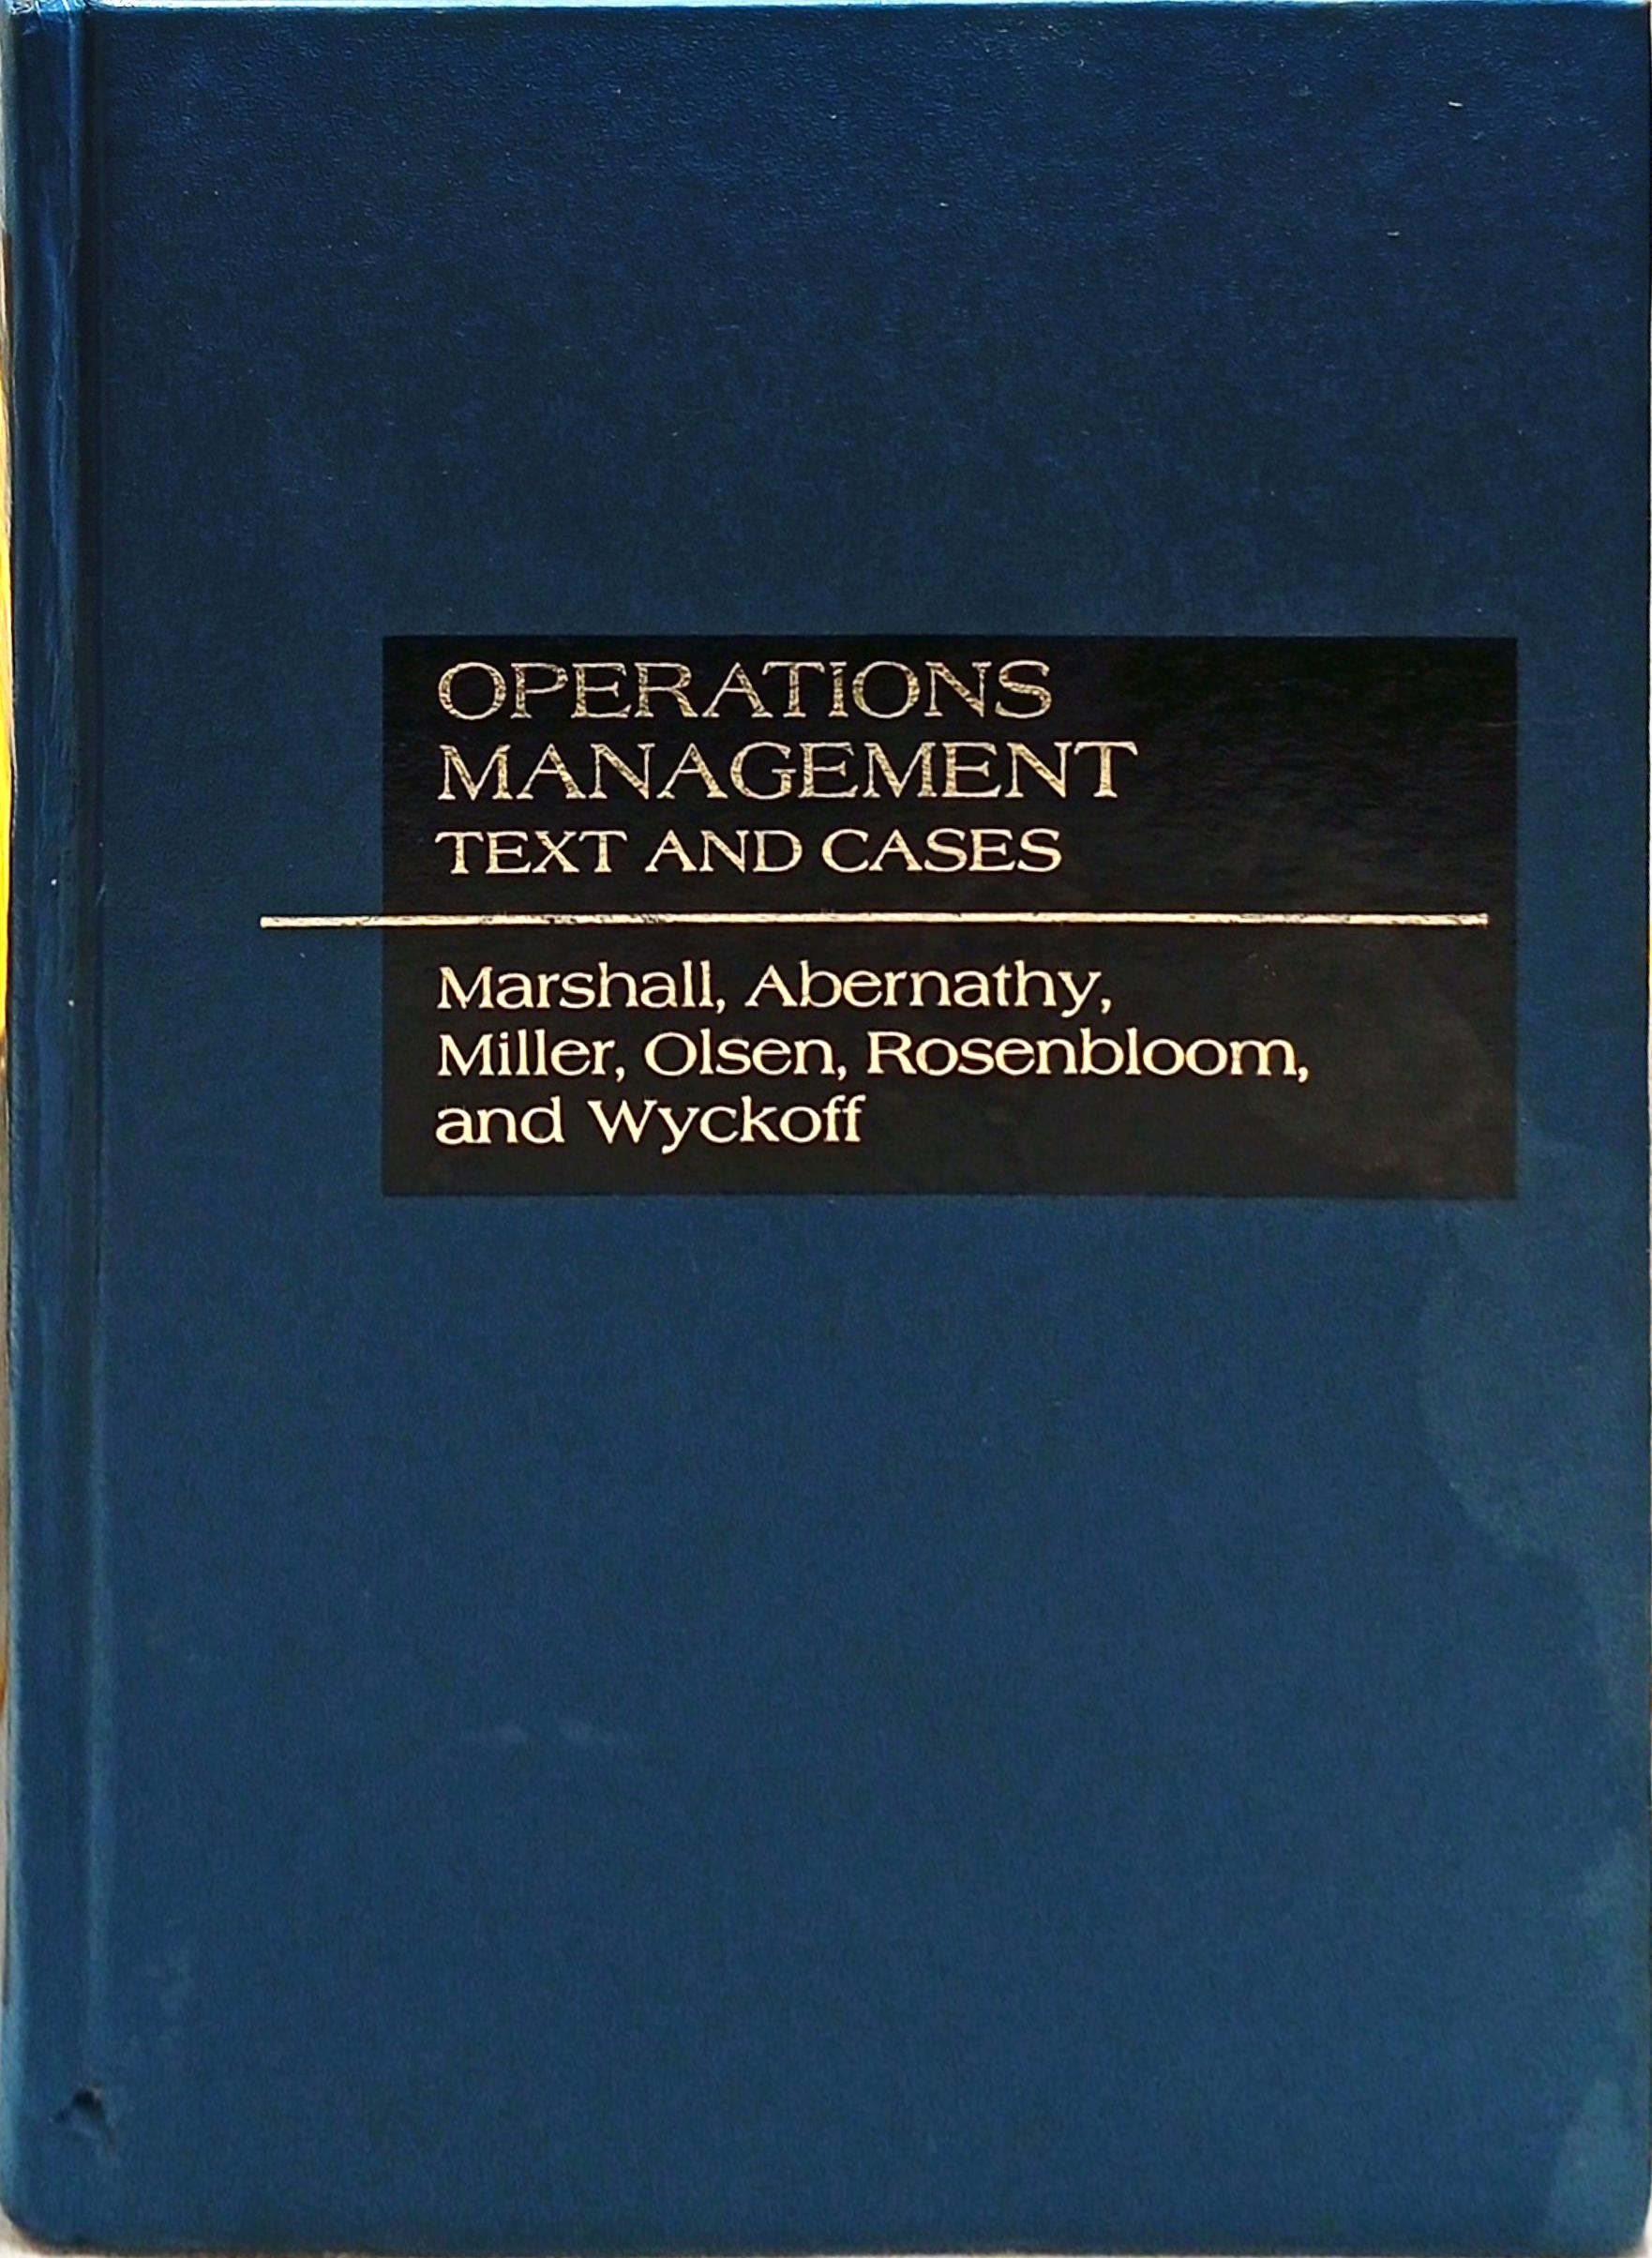 OPERATIONS
MANAGEMENT
TEXT AND CASES
Marshall, Abernathy,
Miller, Olsen, Rosenbloom,
and Wyckoff